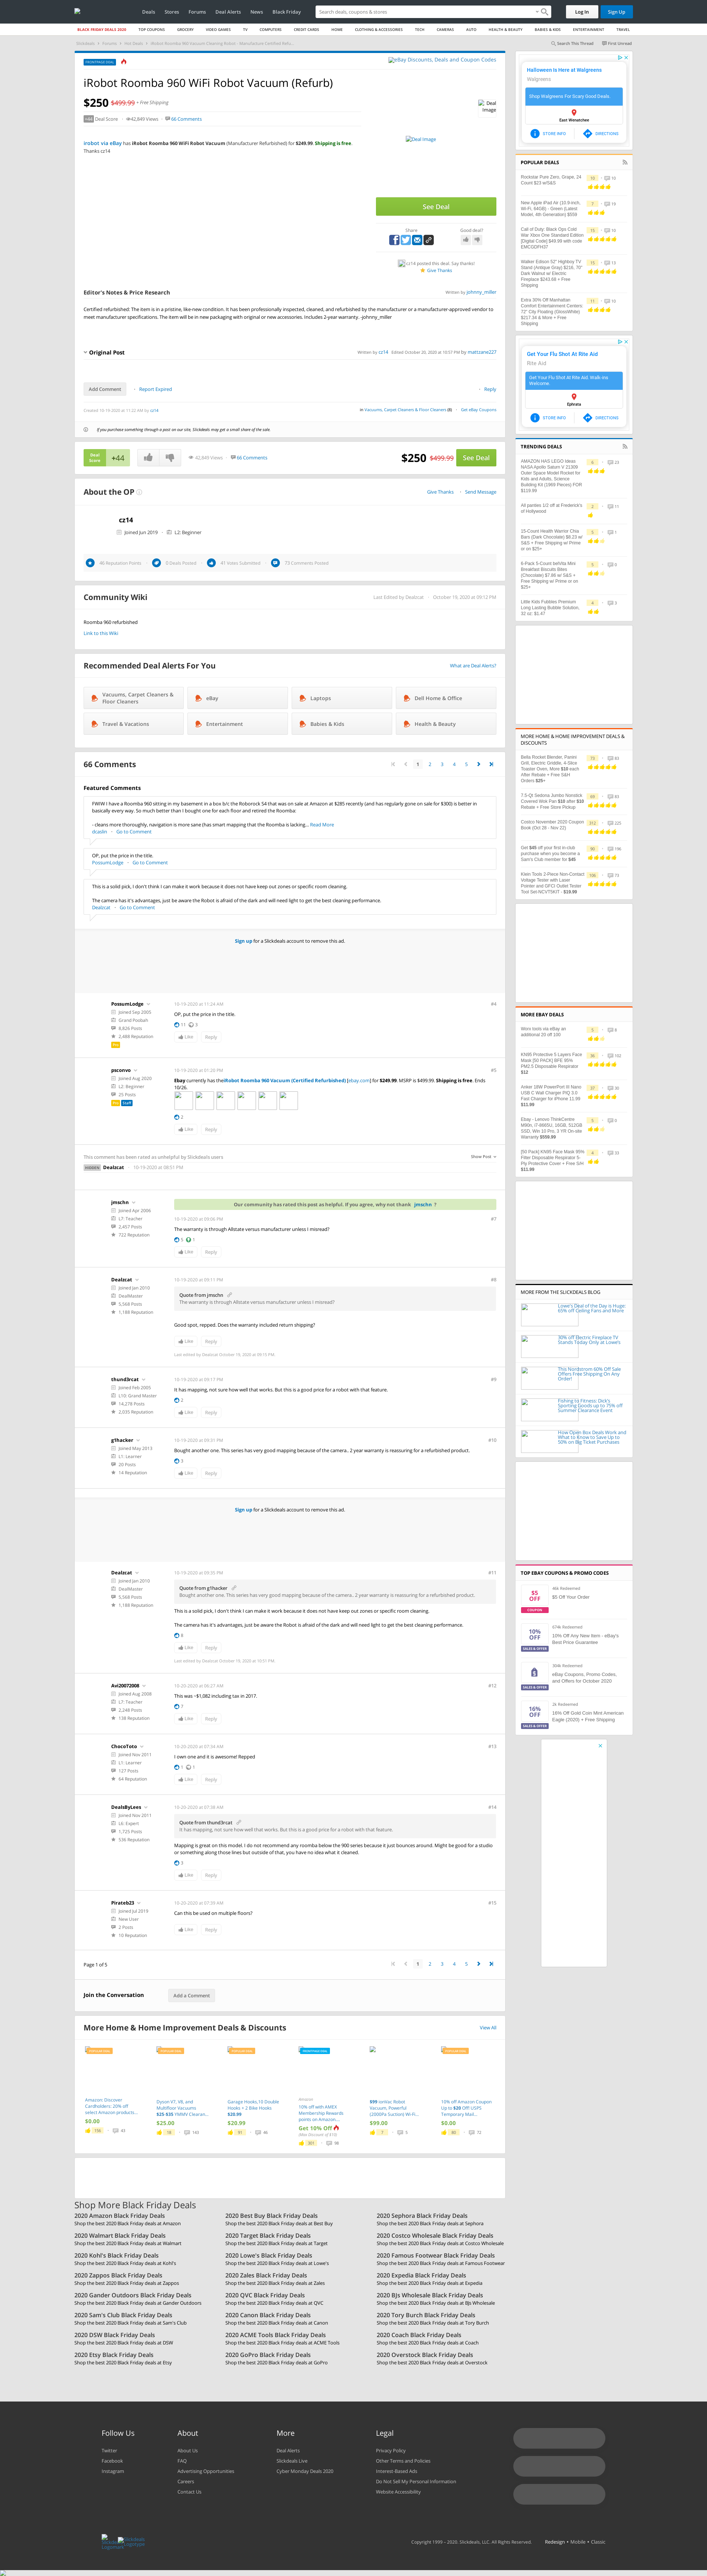 Deals
Stores
Forums
Deal Alerts
News
Black Friday
Search deals, coupons & stores
Log In
Sign Up
BLACK FRIDAY DEALS 2020
TOP COUPONS
GROCERY
VIDEO GAMES
TV
COMPUTERS
CREDIT CARDS
HOME
CLOTHING & ACCESSORIES
TECH
CAMERAS
AUTO
HEALTH & BEAUTY
BABIES & KIDS
ENTERTAINMENT
TRAVEL
Search This Thread
First Unread
FRONTPAGE DEAL
eBay Discounts, Deals and Coupon Codes
iRobot Roomba 960 WiFi Robot Vacuum (Refurb)
$250 $499.99 + Free Shipping
Deal Image
+44 Deal Score
42,849 Views
66 Comments
Deal Image
irobot via eBay has iRobot Roomba 960 WiFi Robot Vacuum (Manufacturer Refurbished) for $249.99. Shipping is free.
Thanks cz14
See Deal
Share
Good deal?
cz14 posted this deal. Say thanks!
Give Thanks
Editor's Notes & Price Research
Written by johnny_miller
Certified refurbished: The item is in a pristine, like-new condition. It has been professionally inspected, cleaned, and refurbished by the manufacturer or a manufacturer-approved vendor to meet manufacturer specifications. The item will be in new packaging with original or new accessories. Includes 2-year warranty. -johnny_miller
Original Post
Written by cz14 Edited October 20, 2020 at 10:57 PM by mattzane227
Add Comment
Report Expired
Reply
Created 10-19-2020 at 11:22 AM by cz14
in Vacuums, Carpet Cleaners & Floor Cleaners (8)
Get eBay Coupons
If you purchase something through a post on our site, Slickdeals may get a small share of the sale.
Deal Score
+44
42,849 Views
66 Comments
$250 $499.99
See Deal
About the OP
Give Thanks
Send Message
cz14
Joined Jun 2019
L2: Beginner
48 Reputation Points
3 Deals Posted
41 Votes Submitted
73 Comments Posted
Community Wiki
Last Edited by Dealzcat
October 19, 2020 at 09:12 PM
Roomba 960 refurbished
Link to this Wiki
Recommended Deal Alerts For You
What are Deal Alerts?
Vacuums, Carpet Cleaners & Floor Cleaners
eBay
Laptops
Dell Home & Office
Travel & Vacations
Entertainment
Babies & Kids
Health & Beauty
66 Comments
1 2 3 4 5
Featured Comments
FWIW I have a Roomba 960 sitting in my basement in a box b/c the Roborock S4 that was on sale at Amazon at $285 recently (and has regularly gone on sale for $300) is better in basically every way. So much better than I bought one for each floor and returned the Roomba!
- cleans more thoroughly, navigation is more sane (has smart mapping that the Roomba is lacking... Read More
dcaslin
Go to Comment
OP, put the price in the title.
PossumLodge
Go to Comment
This is a solid pick, I don't think I can make it work because it does not have keep out zones or specific room cleaning.
The camera has it's advantages, just be aware the Robot is afraid of the dark and will need light to get the best cleaning performance.
Dealzcat
Go to Comment
Sign up for a Slickdeals account to remove this ad.
PossumLodge
Joined Sep 2005
Grand Poobah
8,826 Posts
2,488 Reputation
Pro
10-19-2020 at 11:24 AM
#4
OP, put the price in the title.
11
3
Like
Reply
psconvo
Joined Aug 2020
L2: Beginner
25 Posts
Pro Staff
10-19-2020 at 01:20 PM
#5
Ebay currently has the iRobot Roomba 960 Vacuum (Certified Refurbished) [ebay.com] for $249.99. MSRP is $499.99. Shipping is free. Ends 10/26.
2
Like
Reply
This comment has been rated as unhelpful by Slickdeals users
Show Post
HIDDEN Dealzcat
10-19-2020 at 08:51 PM
jmschn
Joined Apr 2006
L7: Teacher
2,457 Posts
722 Reputation
Our community has rated this post as helpful. If you agree, why not thank jmschn ?
10-19-2020 at 09:06 PM
#7
The warranty is through Allstate versus manufacturer unless I misread?
5
1
Like
Reply
Dealzcat
Joined Jan 2010
DealMaster
5,568 Posts
1,188 Reputation
10-19-2020 at 09:11 PM
#8
Quote from jmschn
The warranty is through Allstate versus manufacturer unless I misread?
Good spot, repped. Does the warranty included return shipping?
Like
Reply
Last edited by Dealzcat October 19, 2020 at 09:15 PM
thund3rcat
Joined Feb 2005
L10: Grand Master
14,278 Posts
2,035 Reputation
10-19-2020 at 09:17 PM
#9
It has mapping, not sure how well that works. But this is a good price for a robot with that feature.
2
Like
Reply
g1hacker
Joined May 2013
L1: Learner
20 Posts
14 Reputation
10-19-2020 at 09:31 PM
#10
Bought another one. This series has very good mapping because of the camera.. 2 year warranty is reassuring for a refurbished product.
3
Like
Reply
Sign up for a Slickdeals account to remove this ad.
Dealzcat
Joined Jan 2010
DealMaster
5,568 Posts
1,188 Reputation
10-19-2020 at 09:50 PM
#11
Quote from g1hacker
Bought another one. This series has very good mapping because of the camera.. 2 year warranty is reassuring for a refurbished product.
This is a solid pick, I don't think I can make it work because it does not have keep out zones or specific room cleaning.
The camera has it's advantages, just be aware the Robot is afraid of the dark and will need light to get the best cleaning performance.
8
Like
Reply
Last edited by Dealzcat October 19, 2020 at 10:01 PM
Avi20072008
Joined Aug 2008
L7: Teacher
2,248 Posts
138 Reputation
10-20-2020 at 06:27 AM
#12
This was ~$1,082 including tax in 2017.
7
Like
Reply
ChocoToto
Joined Nov 2011
L1: Learner
127 Posts
64 Reputation
10-20-2020 at 07:34 AM
#13
I own one and it is awesome! Repped
1
1
Like
Reply
DealsByLees
Joined Nov 2011
L6: Expert
1,725 Posts
536 Reputation
10-20-2020 at 07:38 AM
#14
Quote from thund3rcat
It has mapping, not sure how well that works. But this is a good price for a robot with that feature.
Mapping is great on this model. I do not recommend any roomba below the 900 series because it just bounces around. Might be good for a studio or something along those lines but outside of that, you have no idea what it cleaned.
3
Like
Reply
Pirateb23
Joined Jul 2019
New User
2 Posts
10 Reputation
10-20-2020 at 07:59 AM
#15
Can this be used on multiple floors?
Like
Reply
Page 1 of 5
1 2 3 4 5
Join the Conversation
Add a Comment
More Home & Home Improvement Deals & Discounts
View All
Amazon: Discover Cardholders: 20% off select Amazon products...
$0.00
Dyson V7, V8, and Multifloor Vacuums $25-$35 YMMV Clearan...
$25.00
Garage Hooks,10 Double Hooks + 2 Bike Hooks $20.99
$20.99
Amazon
10% off with AMEX Membership Rewards points on Amazon...
Get 10% Off
$99 ionVac Robot Vacuum, Powerful (2000Pa Suction) Wi-Fi...
$99.00
10% off Amazon Coupon Up to $20 Off: USPS Temporary Mail...
$0.00
Shop More Black Friday Deals
2020 Amazon Black Friday Deals
Shop the best 2020 Black Friday deals at Amazon
2020 Best Buy Black Friday Deals
Shop the best 2020 Black Friday deals at Best Buy
2020 Sephora Black Friday Deals
Shop the best 2020 Black Friday deals at Sephora
2020 Walmart Black Friday Deals
Shop the best 2020 Black Friday deals at Walmart
2020 Target Black Friday Deals
Shop the best 2020 Black Friday deals at Target
2020 Costco Wholesale Black Friday Deals
Shop the best 2020 Black Friday deals at Costco Wholesale
2020 Kohl's Black Friday Deals
Shop the best 2020 Black Friday deals at Kohl's
2020 Lowe's Black Friday Deals
Shop the best 2020 Black Friday deals at Lowe's
2020 Famous Footwear Black Friday Deals
Shop the best 2020 Black Friday deals at Famous Footwear
2020 Zappos Black Friday Deals
Shop the best 2020 Black Friday deals at Zappos
2020 Zales Black Friday Deals
Shop the best 2020 Black Friday deals at Zales
2020 Expedia Black Friday Deals
Shop the best 2020 Black Friday deals at Expedia
2020 Gander Outdoors Black Friday Deals
Shop the best 2020 Black Friday deals at Gander Outdoors
2020 QVC Black Friday Deals
Shop the best 2020 Black Friday deals at QVC
2020 BJs Wholesale Black Friday Deals
Shop the best 2020 Black Friday deals at BJs Wholesale
2020 Sam's Club Black Friday Deals
Shop the best 2020 Black Friday deals at Sam's Club
2020 Canon Black Friday Deals
Shop the best 2020 Black Friday deals at Canon
2020 Tory Burch Black Friday Deals
Shop the best 2020 Black Friday deals at Tory Burch
2020 DSW Black Friday Deals
Shop the best 2020 Black Friday deals at DSW
2020 ACME Tools Black Friday Deals
Shop the best 2020 Black Friday deals at ACME Tools
2020 Coach Black Friday Deals
Shop the best 2020 Black Friday deals at Coach
2020 Etsy Black Friday Deals
Shop the best 2020 Black Friday deals at Etsy
2020 GoPro Black Friday Deals
Shop the best 2020 Black Friday deals at GoPro
2020 Overstock Black Friday Deals
Shop the best 2020 Black Friday deals at Overstock
Halloween Is Here at Walgreens
Walgreens
Shop Walgreens For Scary Good Deals
East Wenatchee
STORE INFO
DIRECTIONS
POPULAR DEALS
Rockstar Pure Zero, Grape, 24 Count $23 w/S&S
New Apple iPad Air (10.9-inch, Wi-Fi, 64GB) - Green (Latest Model, 4th Generation) $559
Call of Duty: Black Ops Cold War Xbox One Standard Edition [Digital Code] $49.99 with code EMCGDFH37
Walker Edison 52" Highboy TV Stand (Antique Gray) $216, 70" Dark Walnut w/ Electric Fireplace $243.68 + Free Shipping
Extra 30% Off Manhattan Comfort Entertainment Centers: 72" City Floating (Gloss/White) $217.34 & More + Free Shipping
Get Your Flu Shot At Rite Aid
Rite Aid
Get Your Flu Shot At Rite Aid. Walk-ins Welcome.
Ephrata
STORE INFO
DIRECTIONS
TRENDING DEALS
AMAZON HAS LEGO Ideas NASA Apollo Saturn V 21309 Outer Space Model Rocket for Kids and Adults, Science Building Kit (1969 Pieces) FOR $119.99
All panties 1/2 off at Frederick's of Hollywood
15-Count Health Warrior Chia Bars (Dark Chocolate) $8.23 w/ S&S + Free Shipping w/ Prime or on $25+
6-Pack 5-Count belVita Mini Breakfast Biscuits Bites (Chocolate) $7.86 w/ S&S + Free Shipping w/ Prime or on $25+
Little Kids Fubbles Premium Long Lasting Bubble Solution, 32 oz. $1.47
MORE HOME & HOME IMPROVEMENT DEALS & DISCOUNTS
Bella Rocket Blender, Panini Grill, Electric Griddle, 4-Slice Toaster Oven, More $10 each After Rebate + Free S&H Orders $25+
7.5-Qt Sedona Jumbo Nonstick Covered Wok Pan $10 after $10 Rebate + Free Store Pickup
Costco November 2020 Coupon Book (Oct 28 - Nov 22)
Get $45 off your first in-club purchase when you become a Sam's Club member for $45
Klein Tools 2-Piece Non-Contact Voltage Tester with Laser Pointer and GFCI Outlet Tester Tool Set-NCVT5KIT - $19.99
MORE EBAY DEALS
Worx tools via eBay an additional 20 off 100
KN95 Protective 5 Layers Face Mask [50 PACK] BFE 95% PM2.5 Disposable Respirator $12
Anker 18W PowerPort III Nano USB C Wall Charger PIQ 3.0 Fast Charger for iPhone 11 98 $11.99
Ebay - Lenovo ThinkCentre M90n, i7-8665U, 16GB, 512GB SSD, Win 10 Pro, 3 YR On-site Warranty $599.99
[50 Pack] KN95 Face Mask 95% Filter Disposable Respirator 5-Ply Protective Cover + Free S/H $11.99
MORE FROM THE SLICKDEALS BLOG
Lowe's Deal of the Day is Huge: 65% off Ceiling Fans and More
30% off Electric Fireplace TV Stands Today Only at Lowe's
This Nordstrom 60% Off Sale Offers Free Shipping On Any Order!
Fishing to Fitness: Dick's Sporting Goods up to 75% off Summer Clearance Event
How Open-Box Deals Work and What to Know to Save Up to 50% on Big Ticket Purchases
TOP EBAY COUPONS & PROMO CODES
$5 OFF
COUPON
$5 Off Your Order
10% OFF
SALES & OFFER
10% Off Any New Item - eBay's Best Price Guarantee
SALES & OFFER
eBay Coupons, Promo Codes, and Offers for October 2020
16% OFF
SALES & OFFER
2k Redeemed
16% Off Gold Coin Mint American Eagle (2020) + Free Shipping
Follow Us
Twitter
Facebook
Instagram
About
About Us
FAQ
Advertising Opportunities
Careers
Contact Us
More
Deal Alerts
Slickdeals Live
Cyber Monday Deals 2020
Legal
Privacy Policy
Other Terms and Policies
Interest-Based Ads
Do Not Sell My Personal Information
Website Accessibility
Copyright 1999 - 2020. Slickdeals, LLC. All Rights Reserved.
Redesign • Mobile • Classic